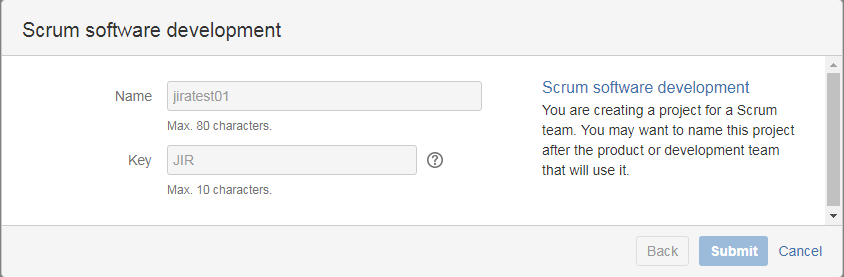 Scrum software development
Name
jiratest01
Max. 80 characters.
Key
JIR
Max. 10 characters.
Scrum software development
You are creating a project for a Scrum
team. You may want to name this project
after the product or development team
that will use it.
Back
Submit
Cancel